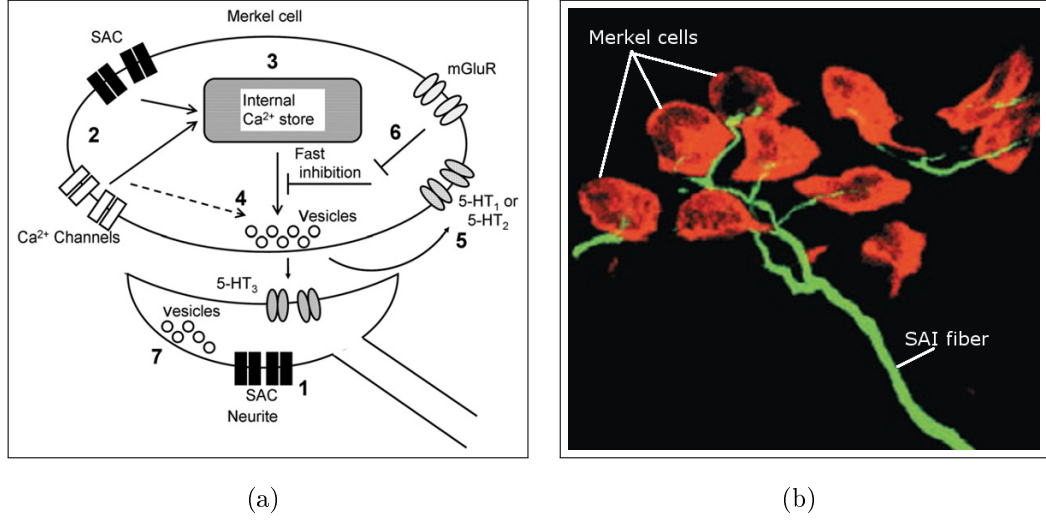 Merkel cell
SAC
3
mGluR
Internal
Ca²⁺ store
2
6
Fast
inhibition
4
Vesicles
5-HT₁ or
5-HT₂
Ca²⁺ Channels
5
5-HT₃
vesicles
7
1
SAC
Neurite
(a)
Merkel cells
SAI fiber
(b)